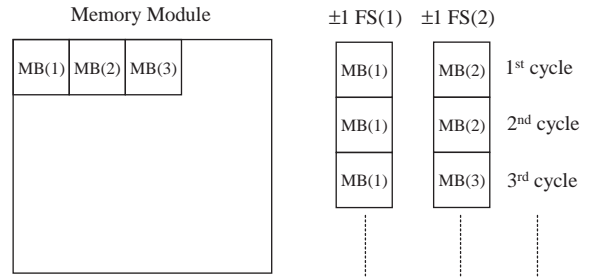 Memory Module ±1 FS(1) ±1 FS(2)
MB(1) MB(2) MB(3) MB(1) MB(2) 1st cycle
MB(1) MB(2) 2nd cycle
MB(1) MB(3) 3rd cycle